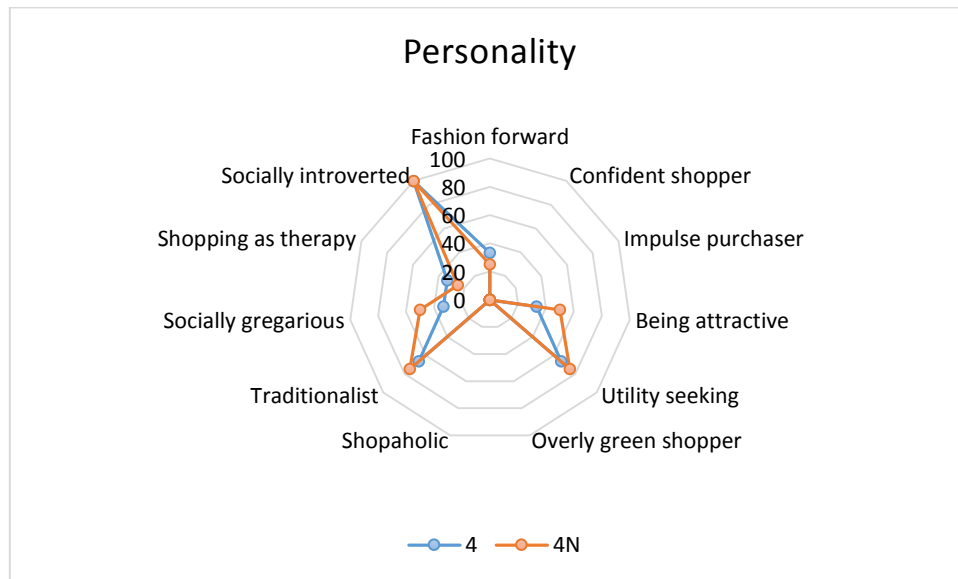 Personality
Fashion forward
Confident shopper
Impulse purchaser
Being attractive
Utility seeking
Overly green shopper
Shopaholic
Traditionalist
Socially gregarious
Shopping as therapy
Socially introverted
100
80
60
40
20
0
4
4N